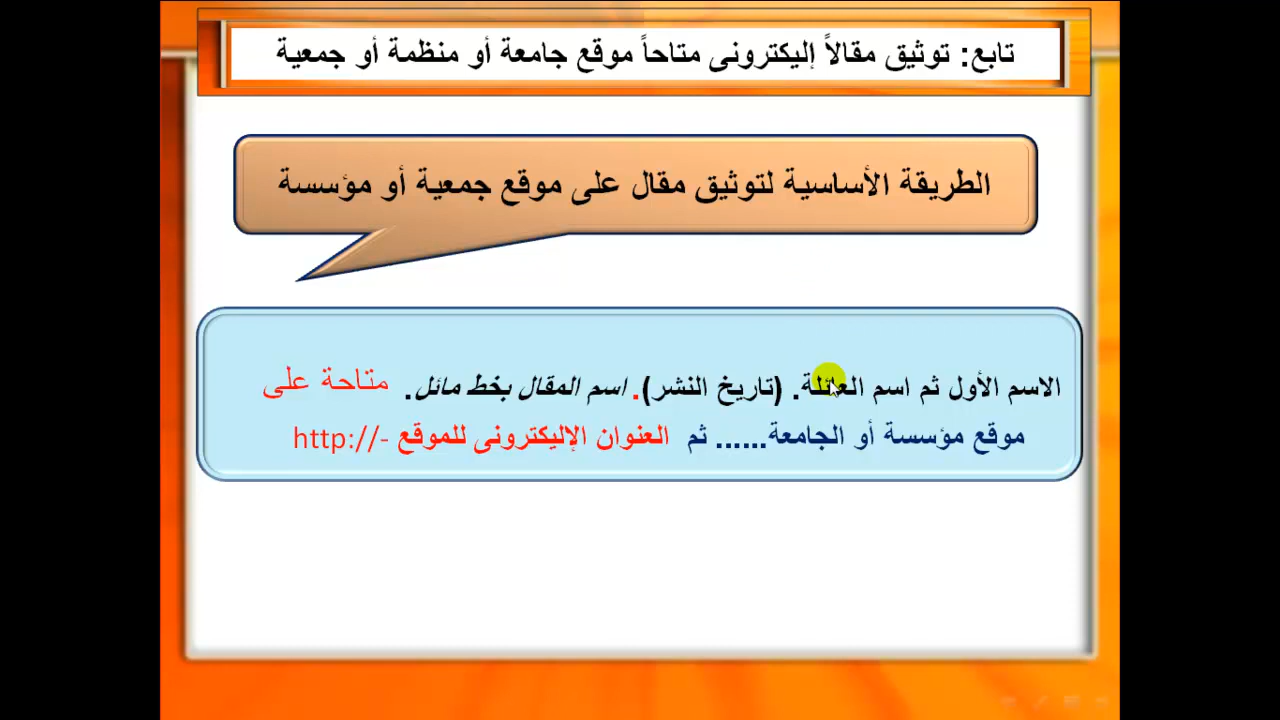 تابع: توثيق مقالاً إليكترونى متاحاً موقع جامعة أو منظمة أو جمعية
الطريقة الأساسية لتوثيق مقال على موقع جمعية أو مؤسسة
الاسم الأول ثم اسم العائلة. (تاريخ النشر). اسم المقال بخط مائل. متاحة على
موقع مؤسسة أو الجامعة...... ثم العنوان الإليكترونى للموقع -http://